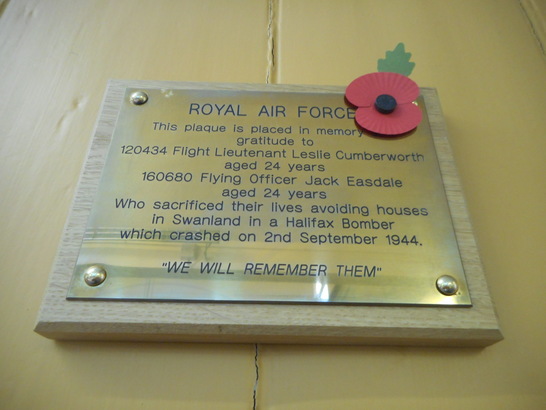 ROYAL AIR FORCE
This plaque is placed in memory
gratitude to
120434 Flight Lieutenant Leslie Cumberworth
aged 24 years
160680 Flying Officer Jack Easdale
aged 24 years
Who sacrificed their lives avoiding houses
in Swanland in a Halifax Bomber
which crashed on 2nd September 1944.
"WE WILL REMEMBER THEM"